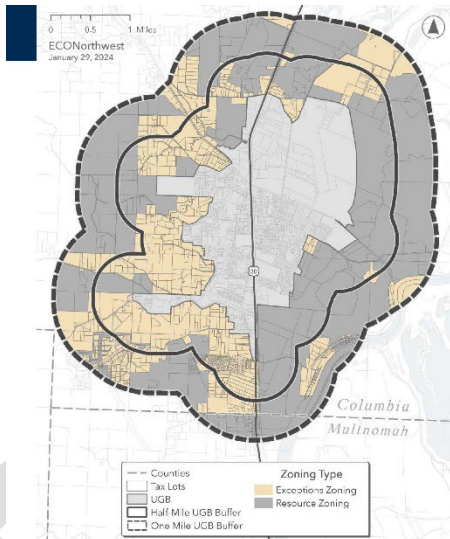 0 0.5 1 Miles
ECONorthwest
January 29, 2024
30
Columbia
Multnomah
Counties
Tax Lots
UGB
Half-Mile UGB Buffer
One Mile UGB Buffer
Zoning Type
Exceptions Zoning
Resource Zoning